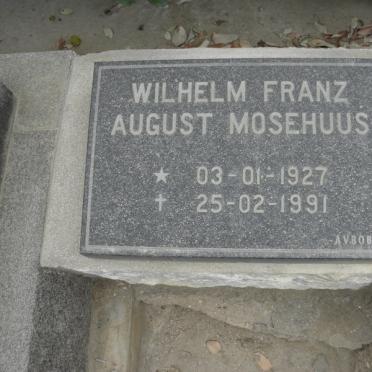 WILHELM FRANZ
AUGUST MOSEHUUS
★ 03-01-1927
† 25-02-1991